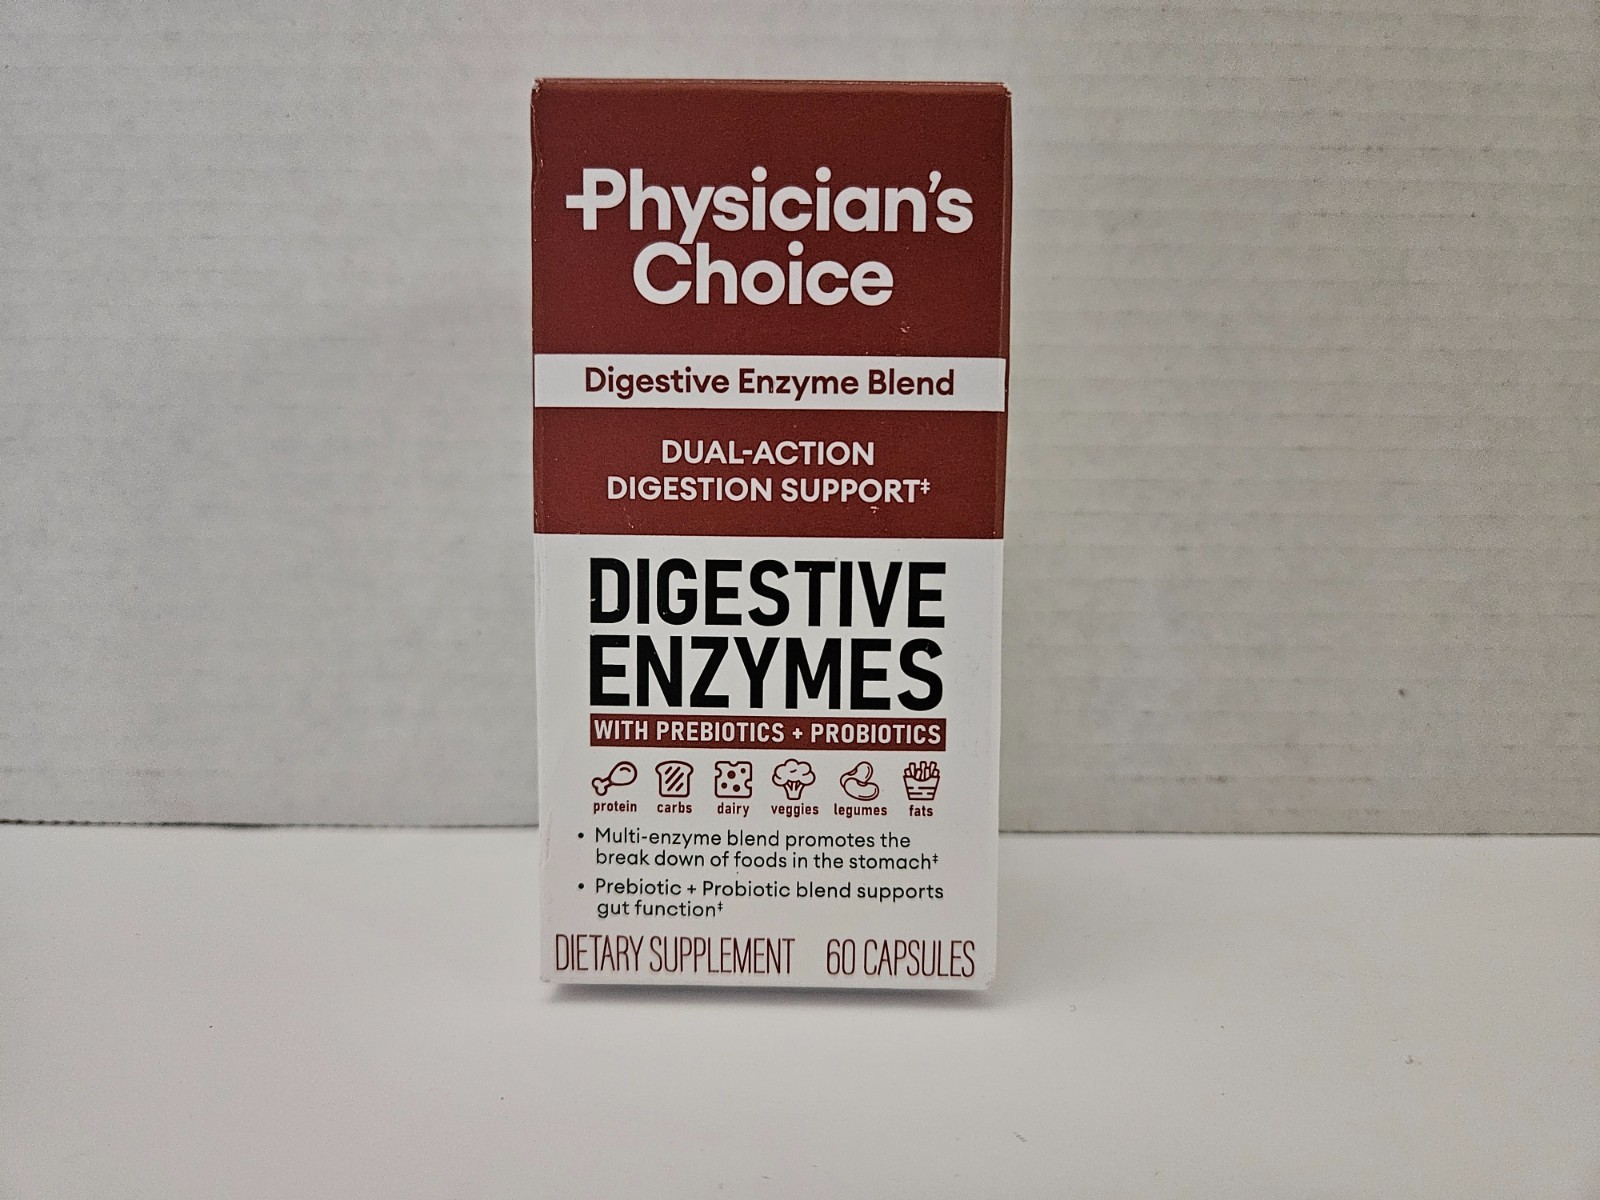 Physician's
Choice
Digestive Enzyme Blend
DUAL-ACTION
DIGESTION SUPPORT‡
DIGESTIVE
ENZYMES
WITH PREBIOTICS + PROBIOTICS
protein carbs dairy veggies legumes fats
• Multi-enzyme blend promotes the
break down of foods in the stomach‡
• Prebiotic + Probiotic blend supports
gut function‡
DIETARY SUPPLEMENT 60 CAPSULES